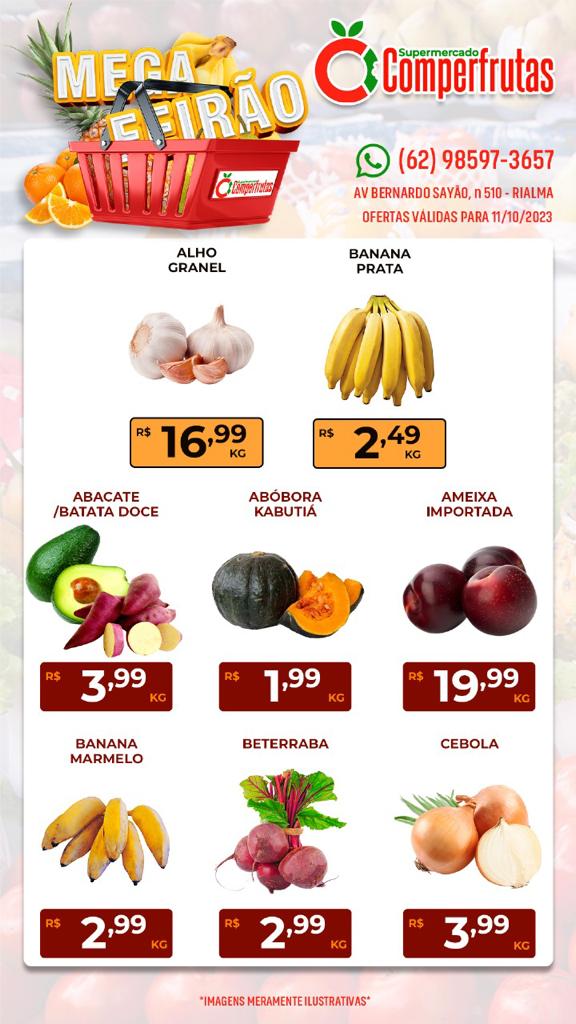 MEGA
FEIRÃO
Supermercado
Comperfrutas
Comperfrutas
(62) 98597-3657
AV BERNARDO SAYÃO, n 510 - RIALMA
OFERTAS VÁLIDAS PARA 11/10/2023
ALHO
GRANEL
BANANA
PRATA
R$ 16,99 KG
R$ 2,49 KG
ABACATE
/BATATA DOCE
ABÓBORA
KABUTIÁ
AMEIXA
IMPORTADA
R$ 3,99 KG
R$ 1,99 KG
R$ 19,99 KG
BANANA
MARMELO
BETERRABA
CEBOLA
R$ 2,99 KG
R$ 2,99 KG
R$ 3,99 KG
*IMAGENS MERAMENTE ILUSTRATIVAS*